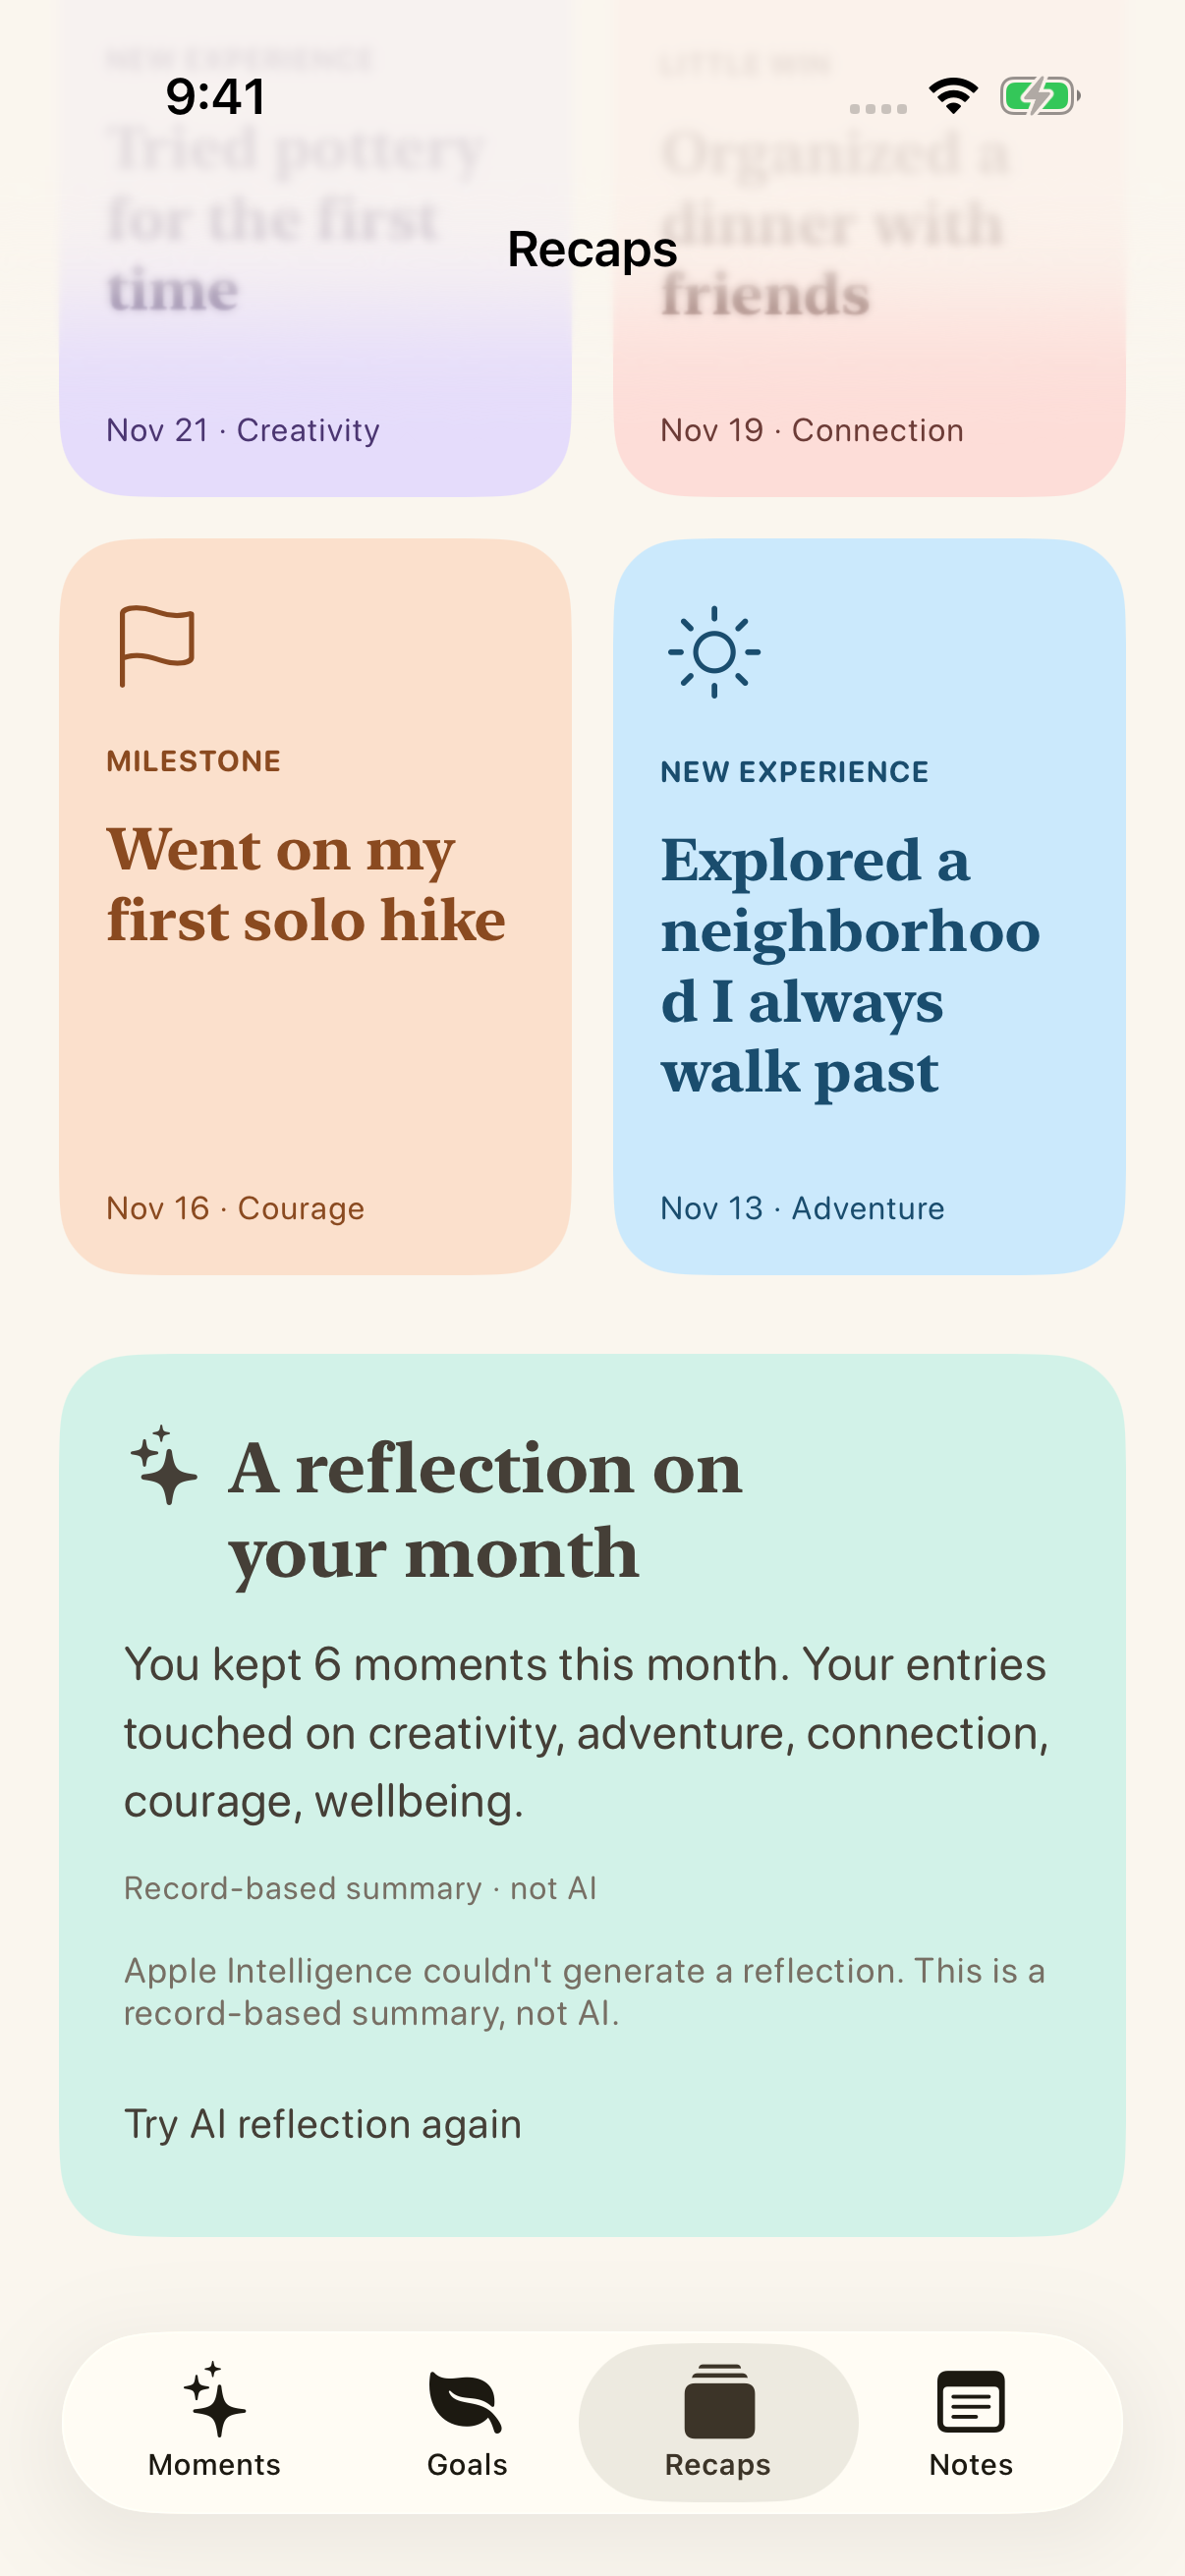 9:41
Recaps
NEW EXPERIENCE
Tried pottery
for the first
time
Nov 21 · Creativity
LITTLE WIN
Organized a
dinner with
friends
Nov 19 · Connection
MILESTONE
Went on my
first solo hike
Nov 16 · Courage
NEW EXPERIENCE
Explored a
neighborhoo
d I always
walk past
Nov 13 · Adventure
A reflection on
your month
You kept 6 moments this month. Your entries
touched on creativity, adventure, connection,
courage, wellbeing.
Record-based summary · not AI
Apple Intelligence couldn't generate a reflection. This is a
record-based summary, not AI.
Try AI reflection again
Moments
Goals
Recaps
Notes